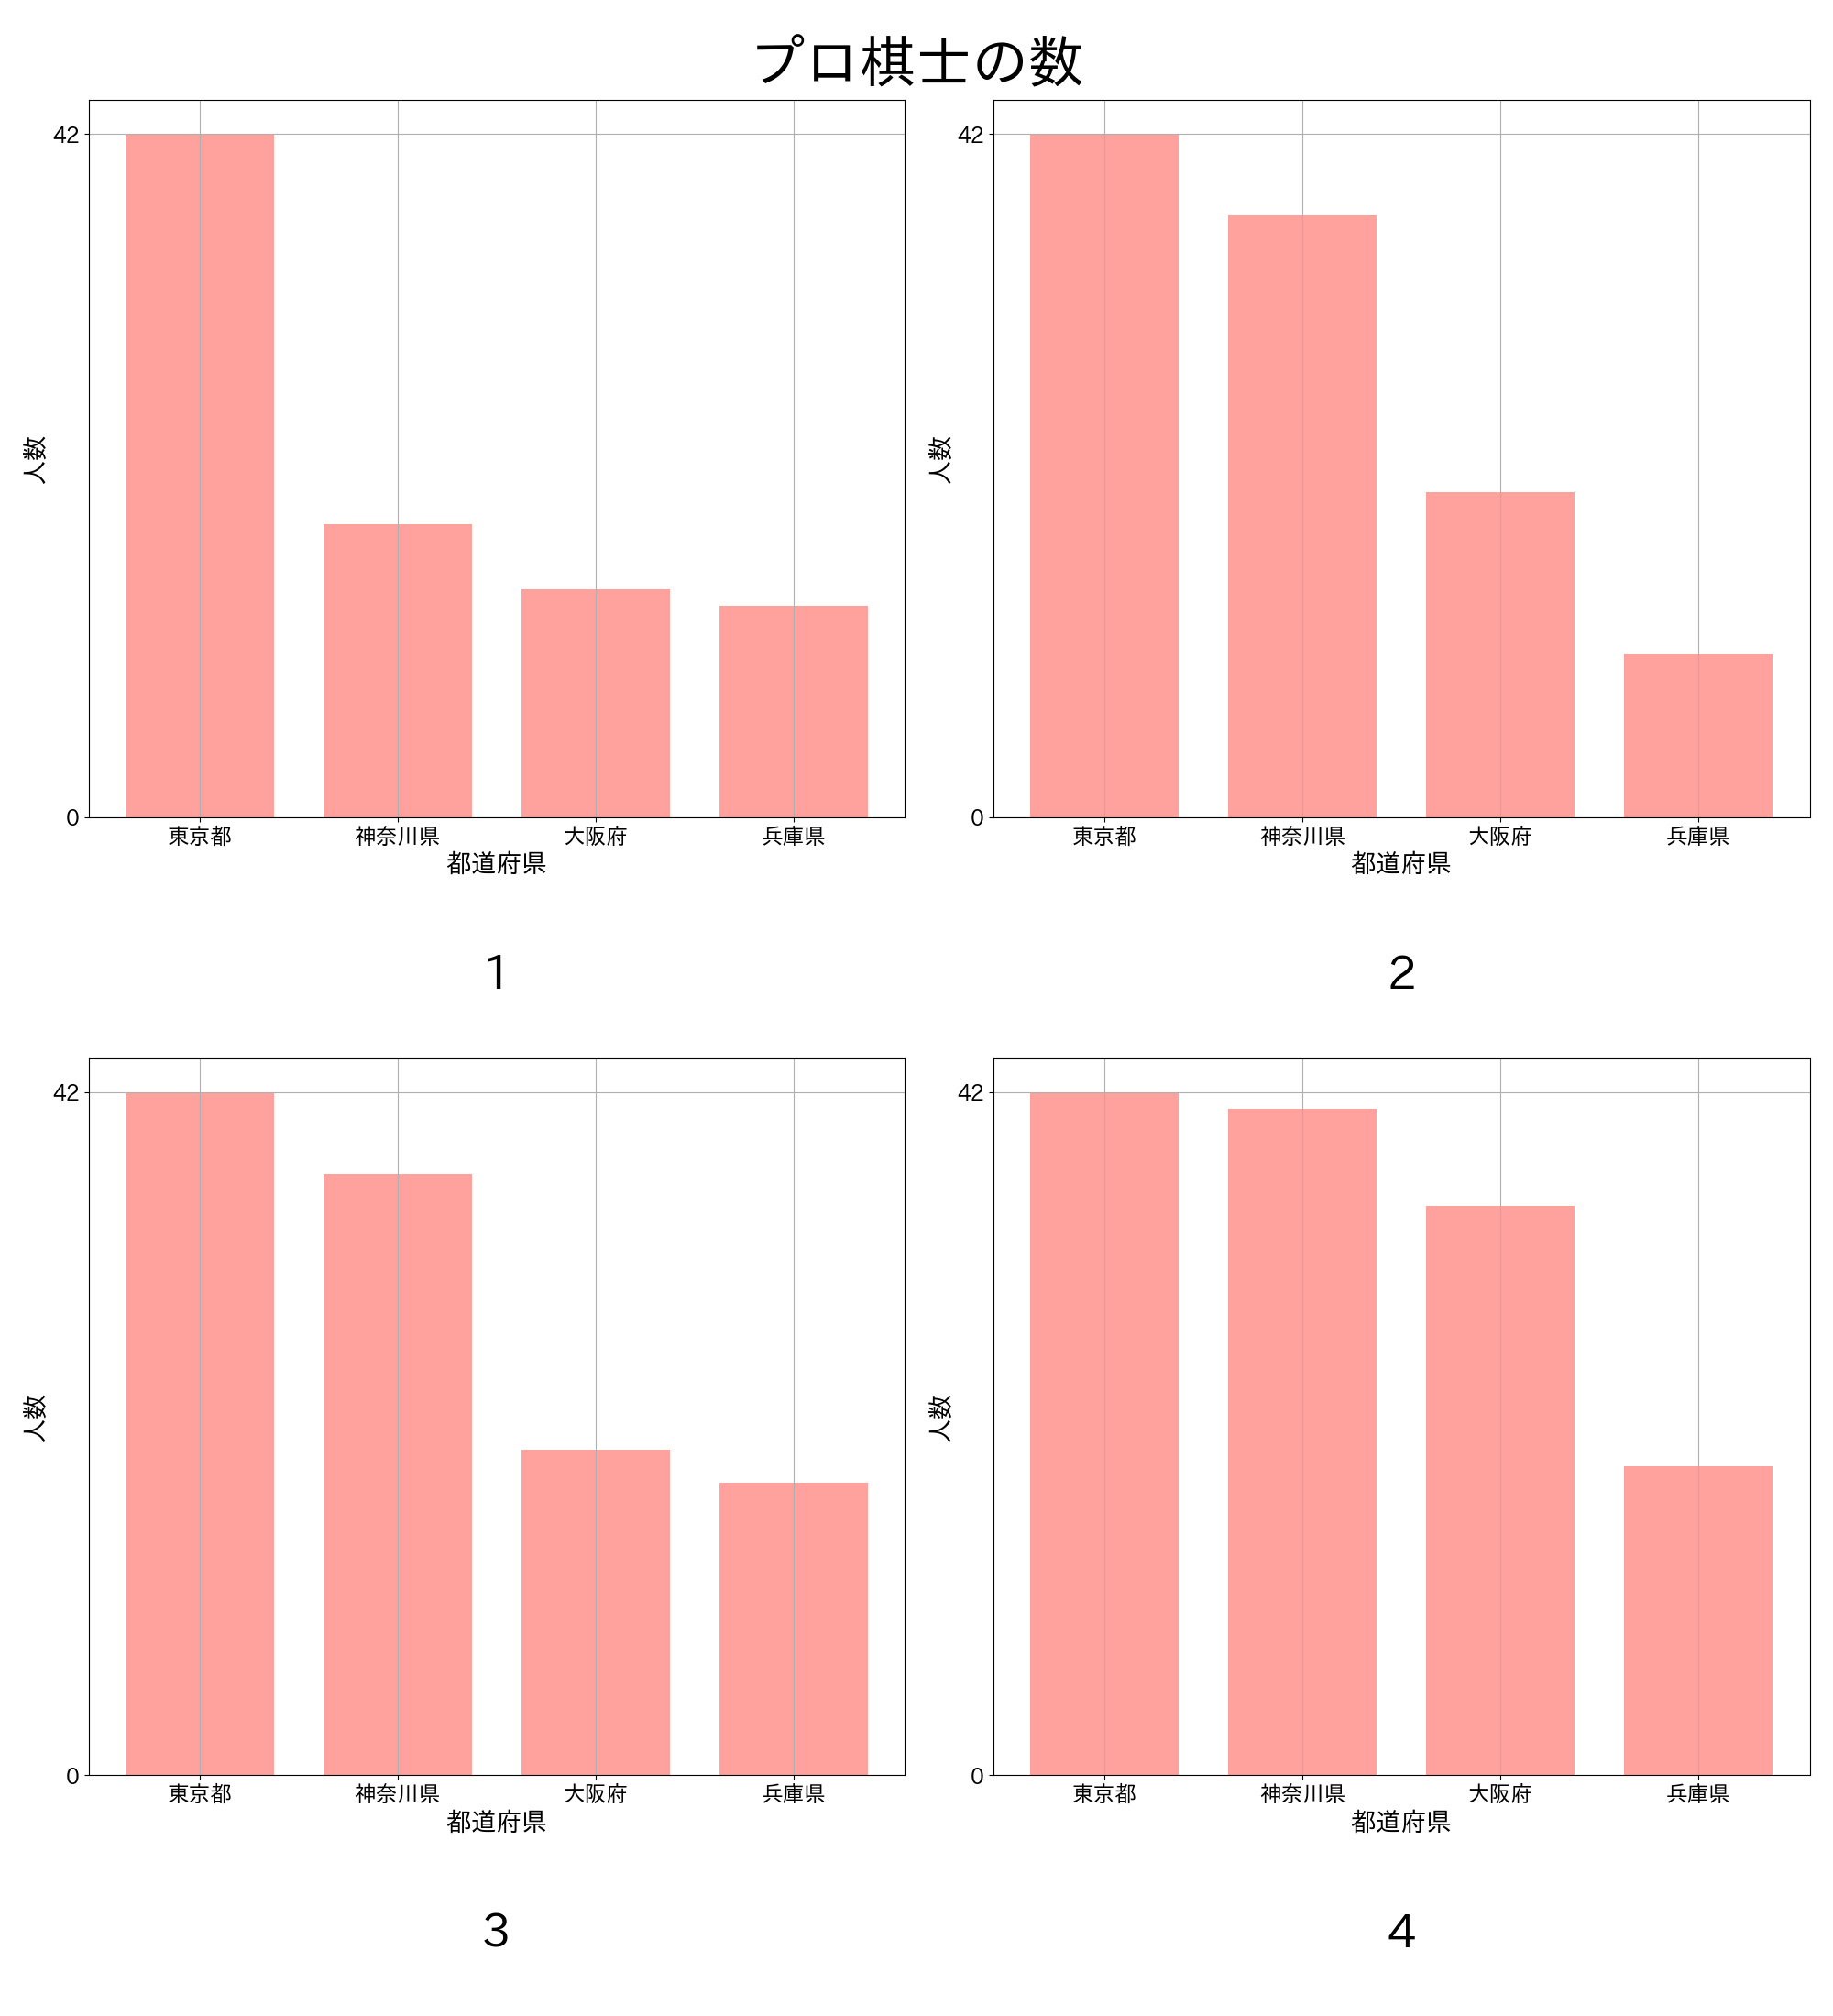 プロ棋士の数
42
0
人数
東京都 神奈川県 大阪府 兵庫県
都道府県
1
42
0
人数
東京都 神奈川県 大阪府 兵庫県
都道府県
2
42
0
人数
東京都 神奈川県 大阪府 兵庫県
都道府県
3
42
0
人数
東京都 神奈川県 大阪府 兵庫県
都道府県
4